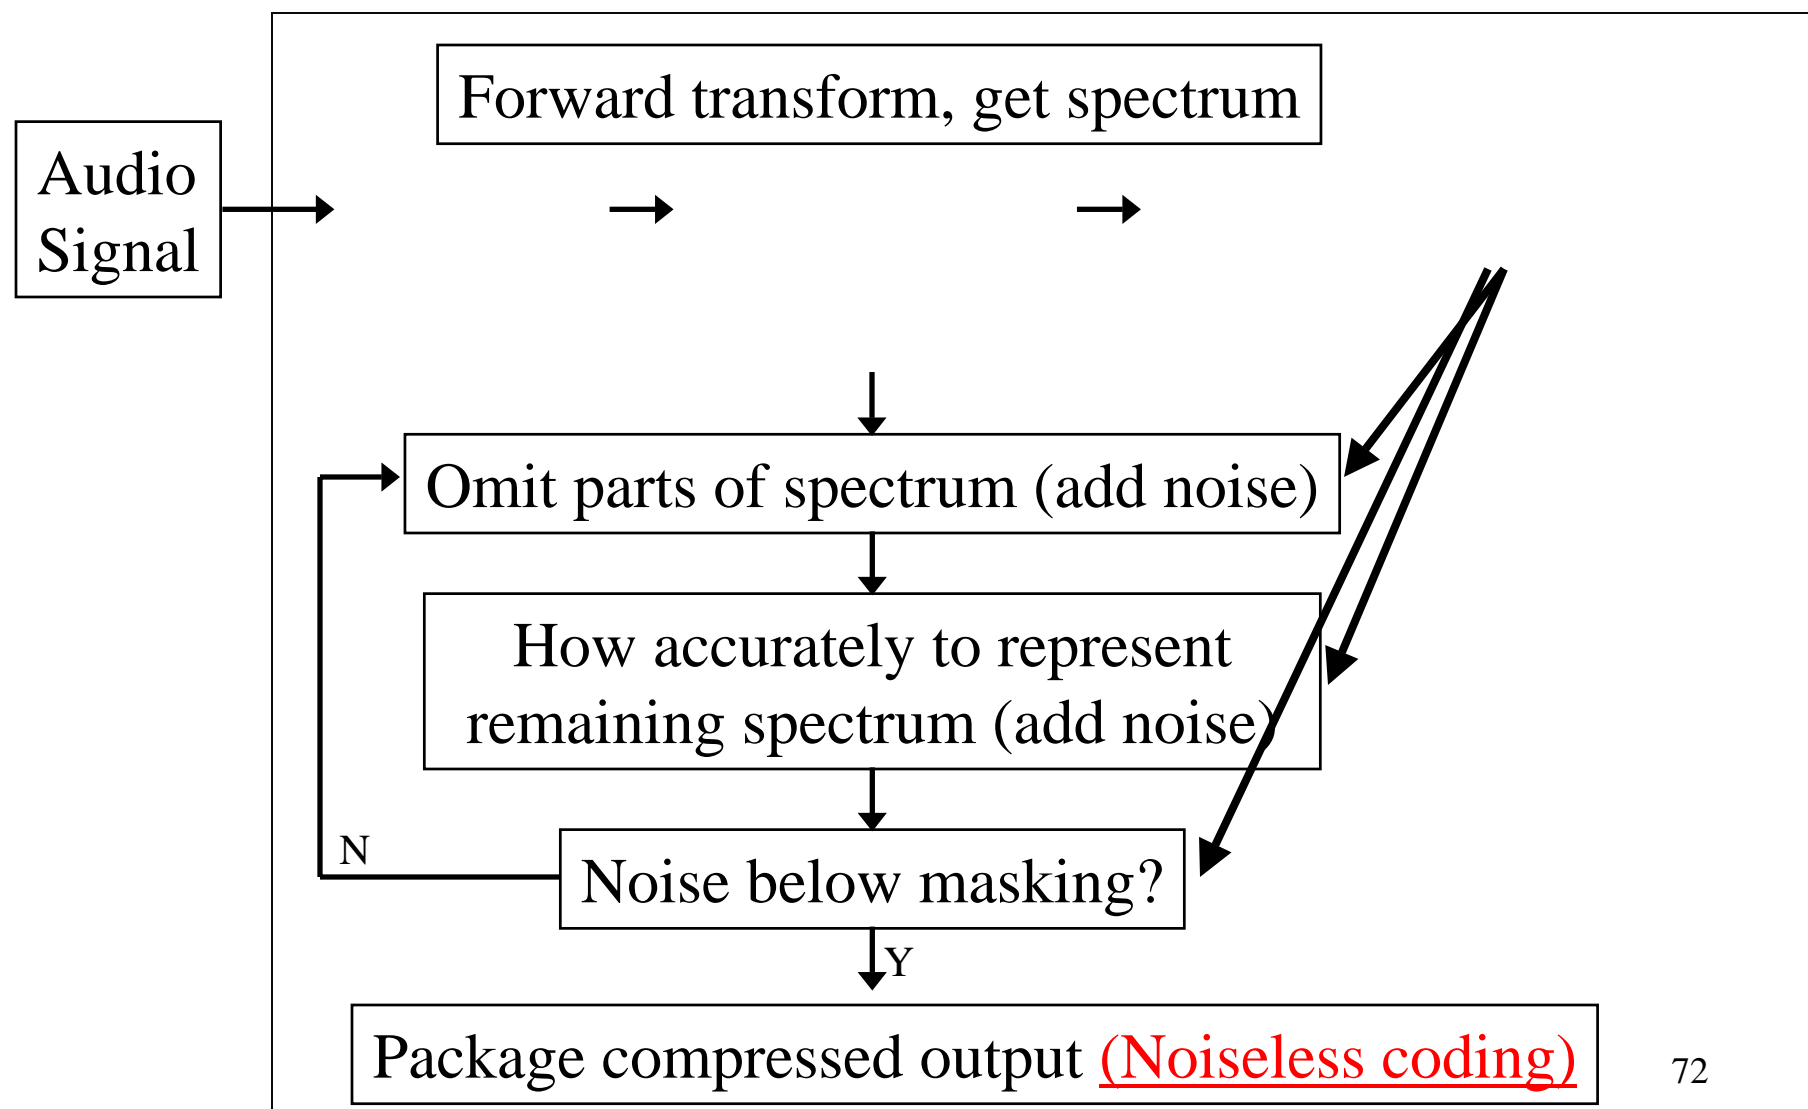 Forward transform, get spectrum
Audio
Signal
Omit parts of spectrum (add noise)
How accurately to represent
remaining spectrum (add noise)
N
Noise below masking?
Y
Package compressed output (Noiseless coding)
72